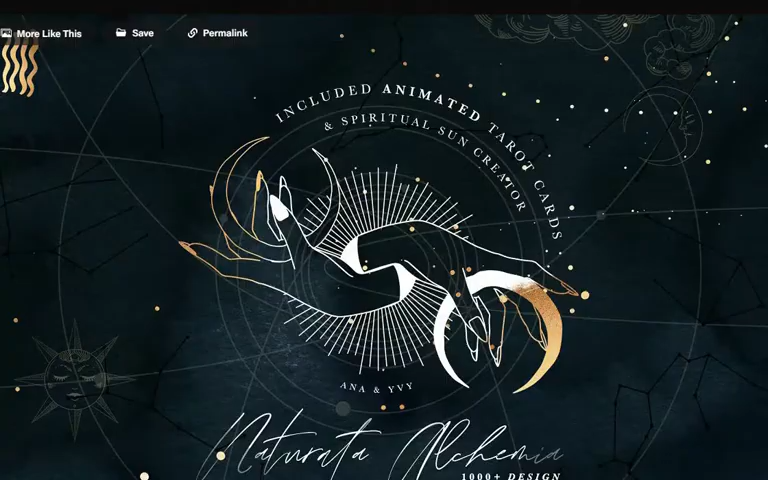 More Like This
Save
Permalink
INCLUDED ANIMATED TAROT CARDS
& SPIRITUAL SUN CREATOR
ANA & YVY
Naturata Alchemia
1000+ DESIGN